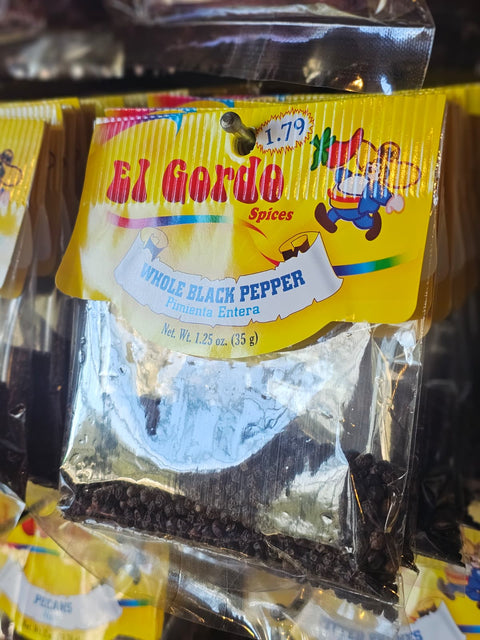 1.79
El Gordo
Spices
WHOLE BLACK PEPPER
Pimienta Entera
Net. Wt. 1.25 oz. (35 g)
PECANS